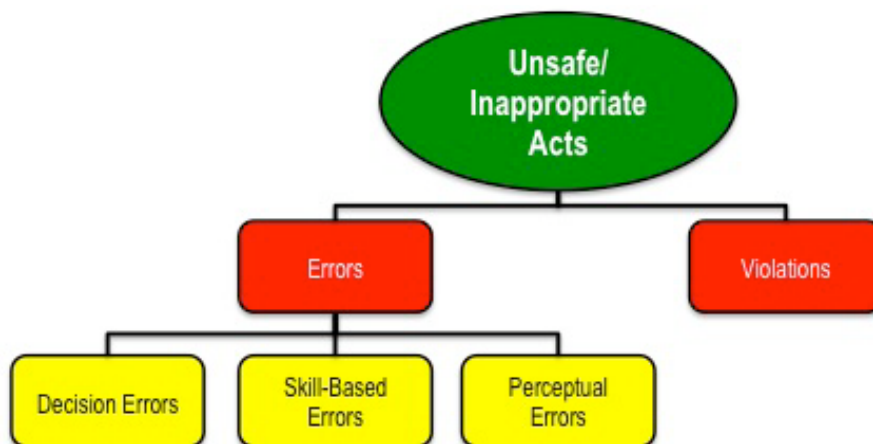 Unsafe/
Inappropriate
Acts
Errors
Violations
Decision Errors
Skill-Based
Errors
Perceptual
Errors